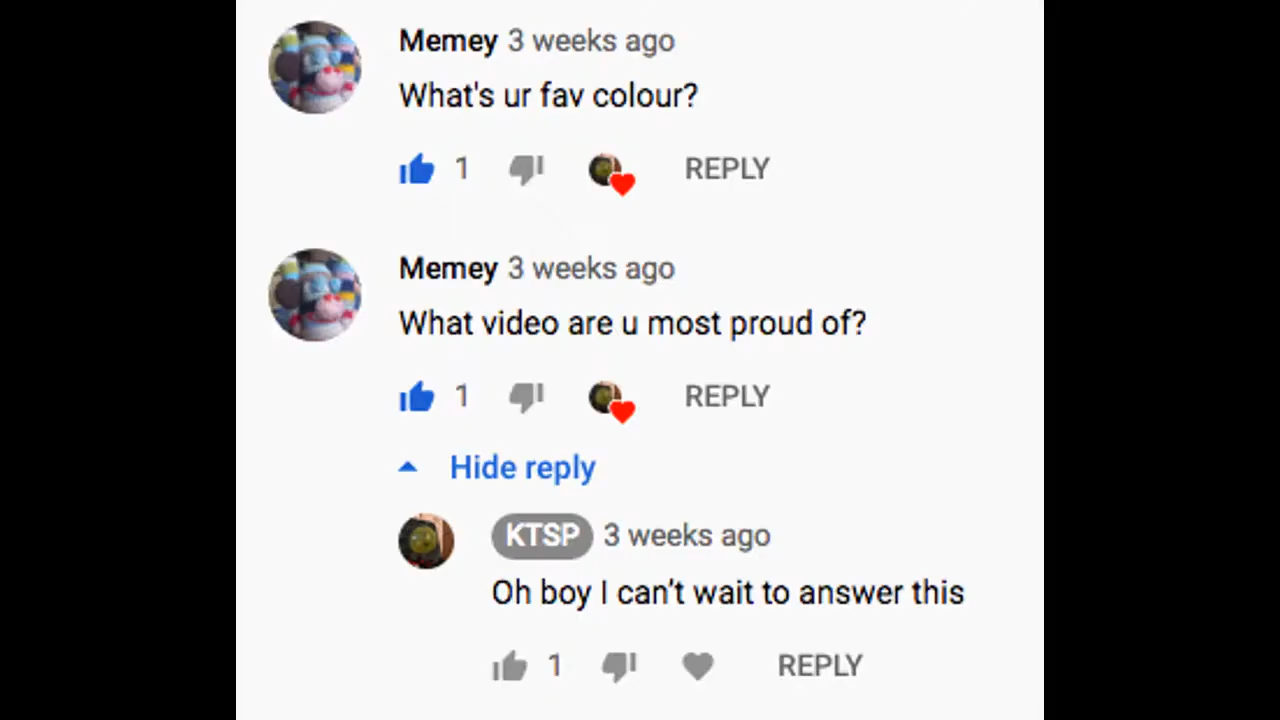 Memey 3 weeks ago
What's ur fav colour?
1 REPLY
Memey 3 weeks ago
What video are u most proud of?
1 REPLY
Hide reply
KTSP 3 weeks ago
Oh boy I can’t wait to answer this
1 REPLY